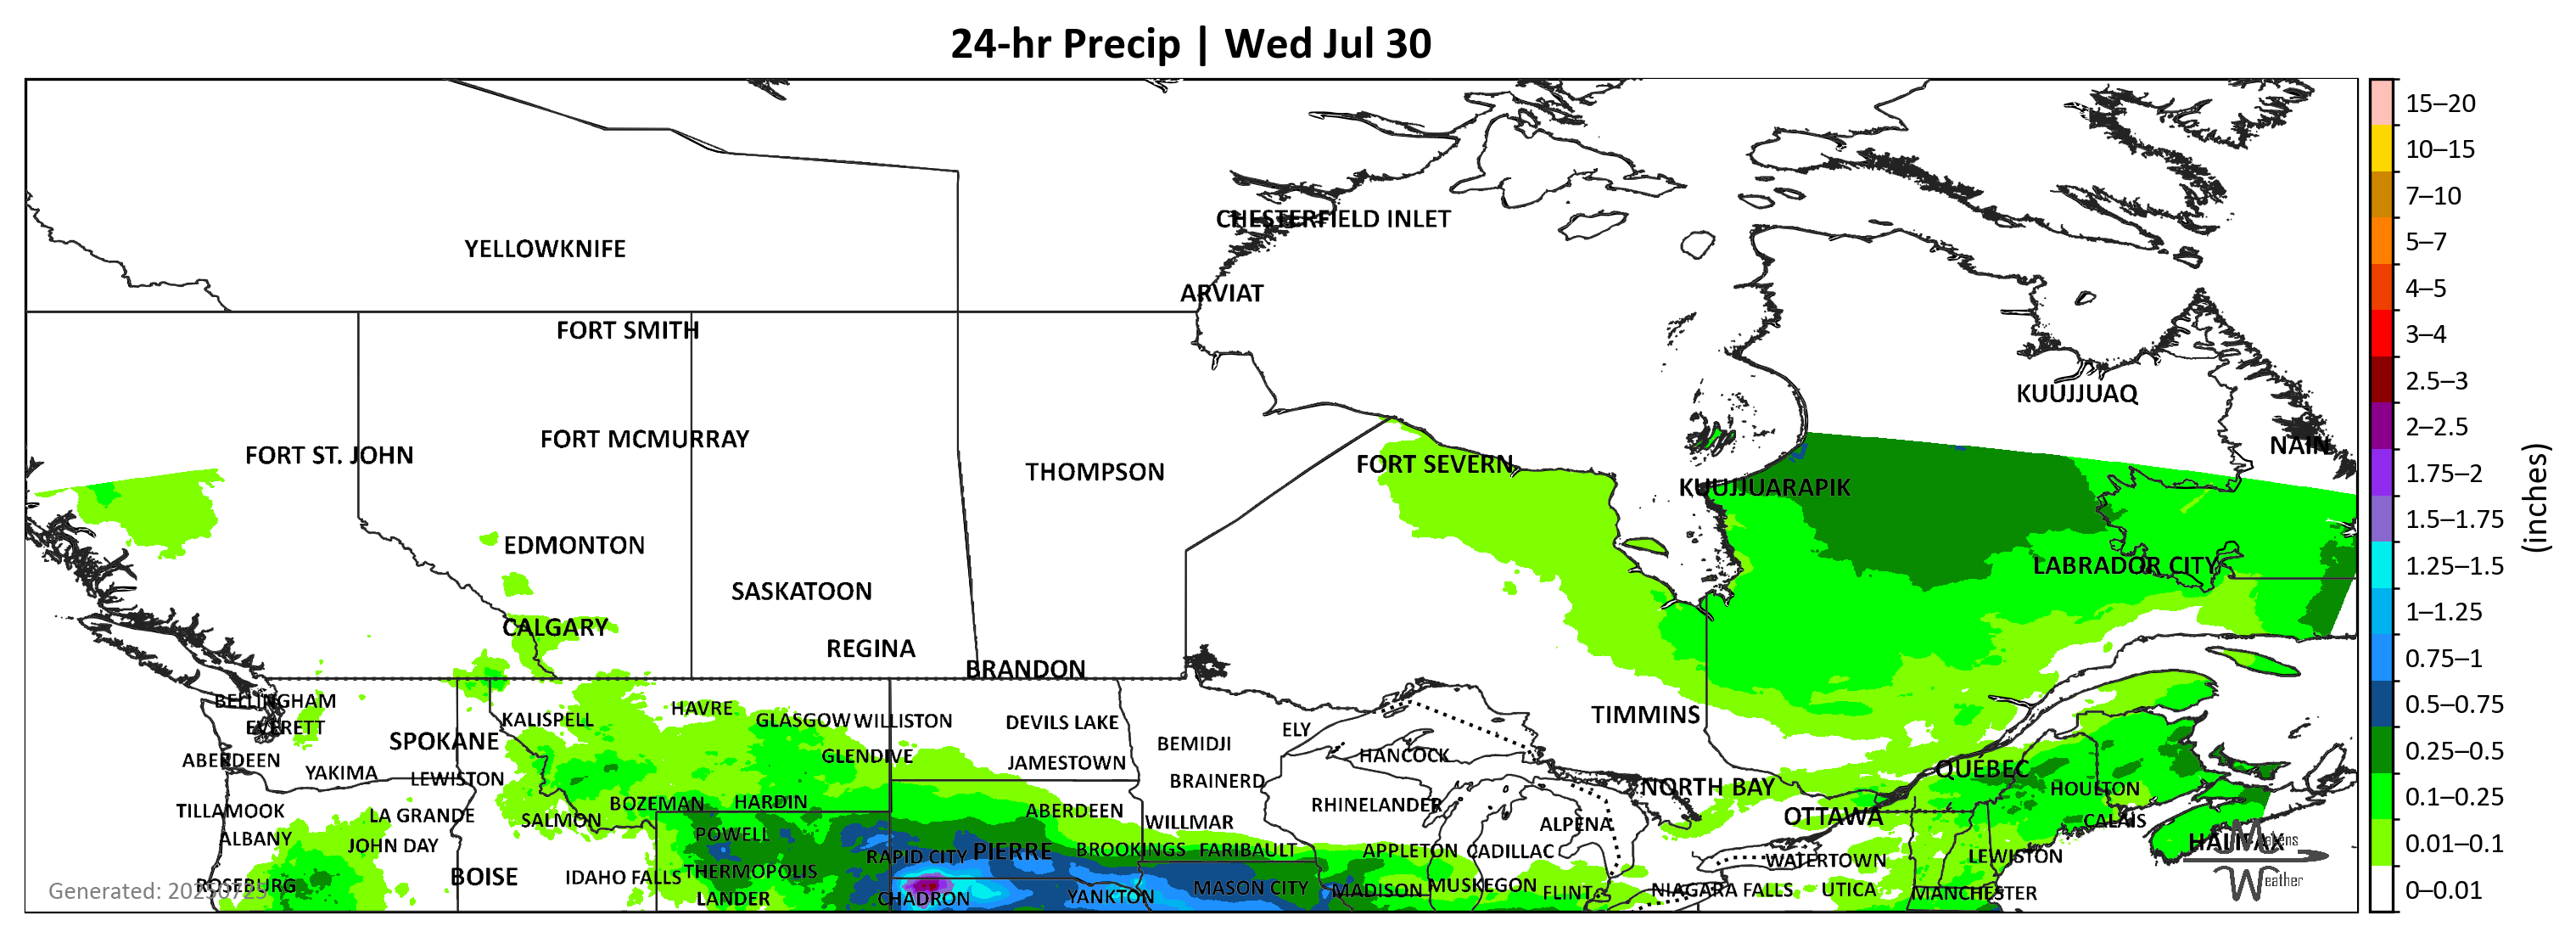 24-hr Precip | Wed Jul 30
CHESTERFIELD INLET
YELLOWKNIFE
ARVIAT
FORT SMITH
KUUJJUAQ
FORT MCMURRAY
NAIN
FORT ST. JOHN
FORT SEVERN
THOMPSON
KUUJJUARAPIK
EDMONTON
LABRADOR CITY
SASKATOON
CALGARY
REGINA
BRANDON
BELLINGHAM
HAVRE
TIMMINS
KALISPELL
GLASGOW
WILLISTON
DEVILS LAKE
EVERETT
ELY
SPOKANE
BEMIDJI
GLENDIVE
HANCOCK
ABERDEEN
JAMESTOWN
QUÉBEC
YAKIMA
LEWISTON
BRAINERD
NORTH BAY
HOULTON
BOZEMAN
HARDIN
RHINELANDER
TILLAMOOK
LA GRANDE
ABERDEEN
OTTAWA
SALMON
WILLMAR
ALPENA
CALAIS
POWELL
ALBANY
JOHN DAY
HALIFAX
RAPID CITY
PIERRE
BROOKINGS
FARIBAULT
APPLETON
CADILLAC
WATERTOWN
LEWISTON
BOISE
IDAHO FALLS
THERMOPOLIS
ROSEBURG
MASON CITY
MADISON
MUSKEGON
FLINT
NIAGARA FALLS
UTICA
MANCHESTER
LANDER
CHADRON
YANKTON
Weather
15–20
10–15
7–10
5–7
4–5
3–4
2.5–3
2–2.5
1.75–2
1.5–1.75
1.25–1.5
1–1.25
0.75–1
0.5–0.75
0.25–0.5
0.1–0.25
0.01–0.1
0–0.01
(inches)
Generated: